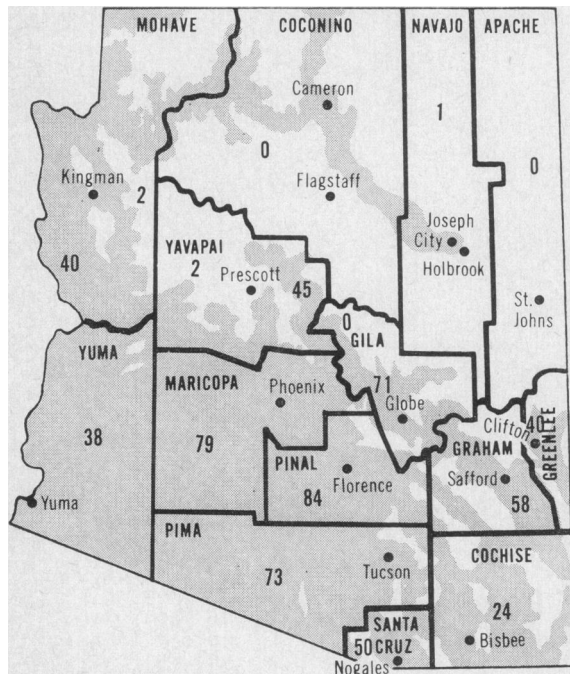 MOHAVE
COCONINO
NAVAJO
APACHE
Cameron
1
0
0
Kingman
2
Flagstaff
Joseph
City
Holbrook
40
YAVAPAI
2
Prescott
45
St.
Johns
0
GILA
YUMA
MARICOPA
Phoenix
71
Globe
40
Clifton
GREENLEE
38
79
PINAL
GRAHAM
84
Florence
Safford
58
Yuma
PIMA
COCHISE
73
Tucson
24
SANTA
50 CRUZ
Bisbee
Nogales